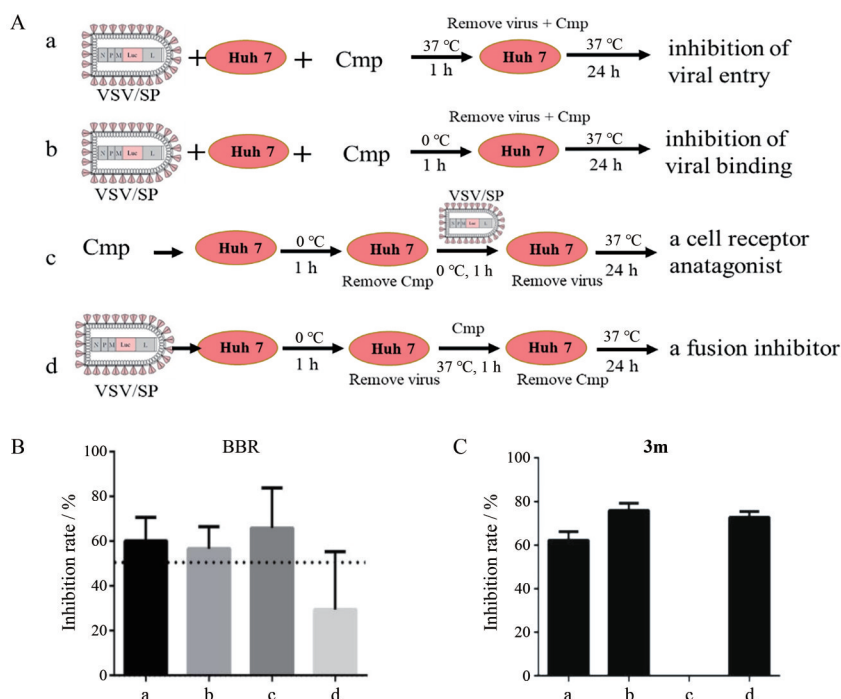 A
a
N P M Luc L
VSV/SP
+
Huh 7
+
Cmp
37 ℃
1 h
Remove virus + Cmp
Huh 7
37 ℃
24 h
inhibition of
viral entry
b
N P M Luc L
VSV/SP
+
Huh 7
+
Cmp
0 ℃
1 h
Remove virus + Cmp
Huh 7
37 ℃
24 h
inhibition of
viral binding
c
Cmp
Huh 7
0 ℃
1 h
Huh 7
Remove Cmp
VSV/SP
N P M Luc L
0 ℃, 1 h
Huh 7
Remove virus
37 ℃
24 h
a cell receptor
anatagonist
d
N P M Luc L
VSV/SP
Huh 7
0 ℃
1 h
Huh 7
Remove virus
Cmp
37 ℃, 1 h
Huh 7
Remove Cmp
37 ℃
24 h
a fusion inhibitor
B
BBR
Inhibition rate / %
100
80
60
40
20
0
a b c d
C
3m
Inhibition rate / %
100
80
60
40
20
0
a b c d